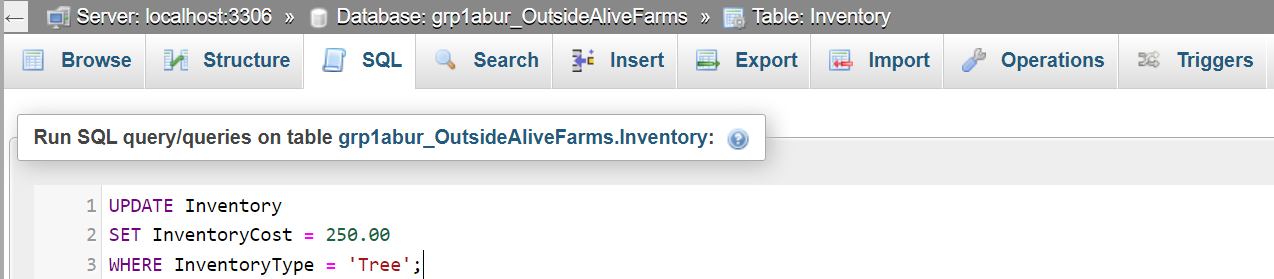 ← Server: localhost:3306 » Database: grp1abur_OutsideAliveFarms » Table: Inventory
Browse Structure SQL Search Insert Export Import Operations Triggers
Run SQL query/queries on table grp1abur_OutsideAliveFarms.Inventory:
1 UPDATE Inventory
2 SET InventoryCost = 250.00
3 WHERE InventoryType = 'Tree';